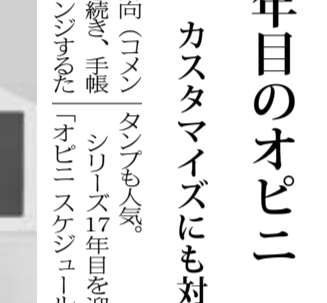 年目のオピニ
カスタマイズにも対
向（コメン
続き、手帳
ンジするた
タンプも人気。
シリーズ17年目を迎
「オピニ スケジュール